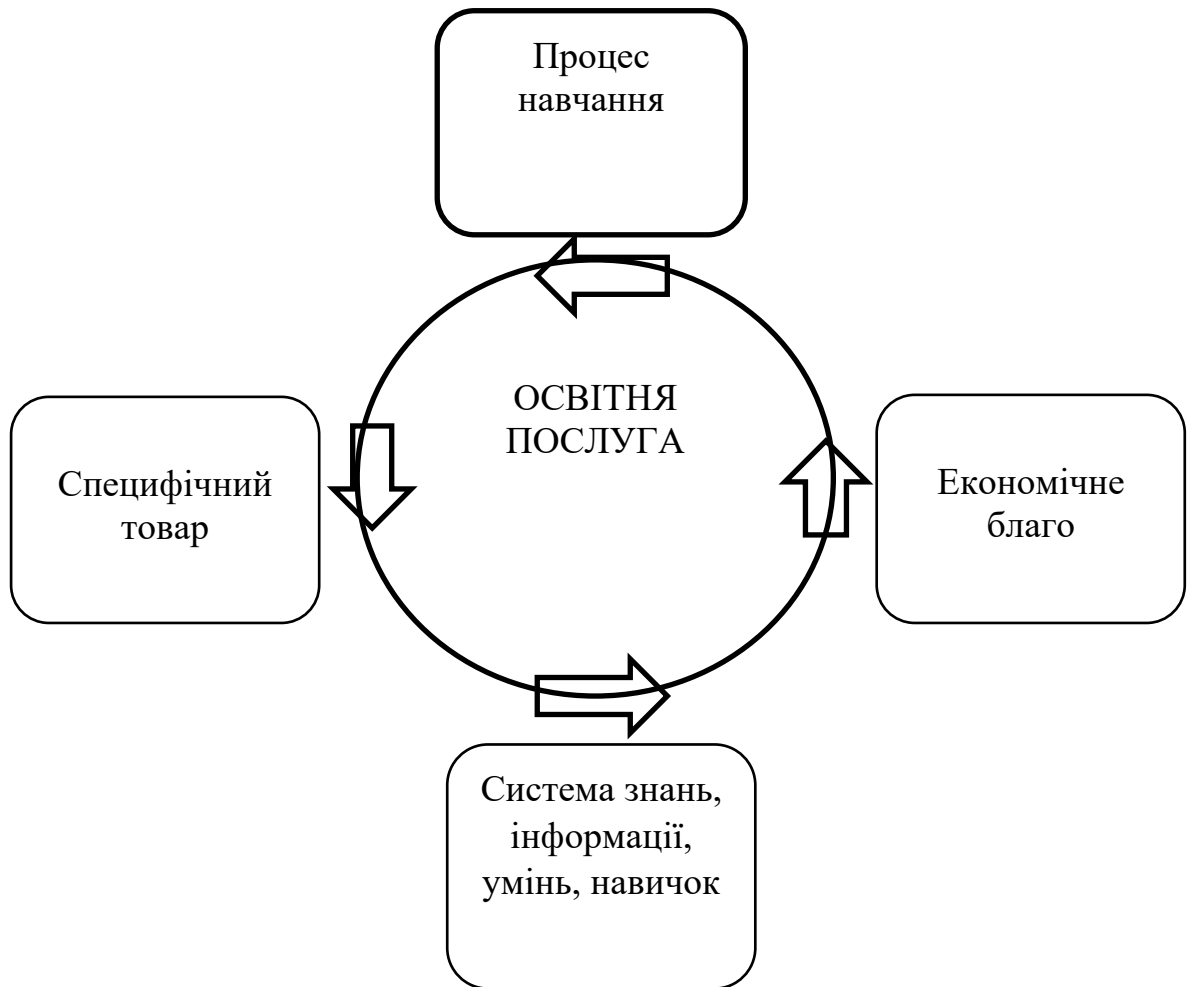 Процес
навчання
ОСВІТНЯ
ПОСЛУГА
Специфічний
товар
Економічне
благо
Система знань,
інформації,
умінь, навичок